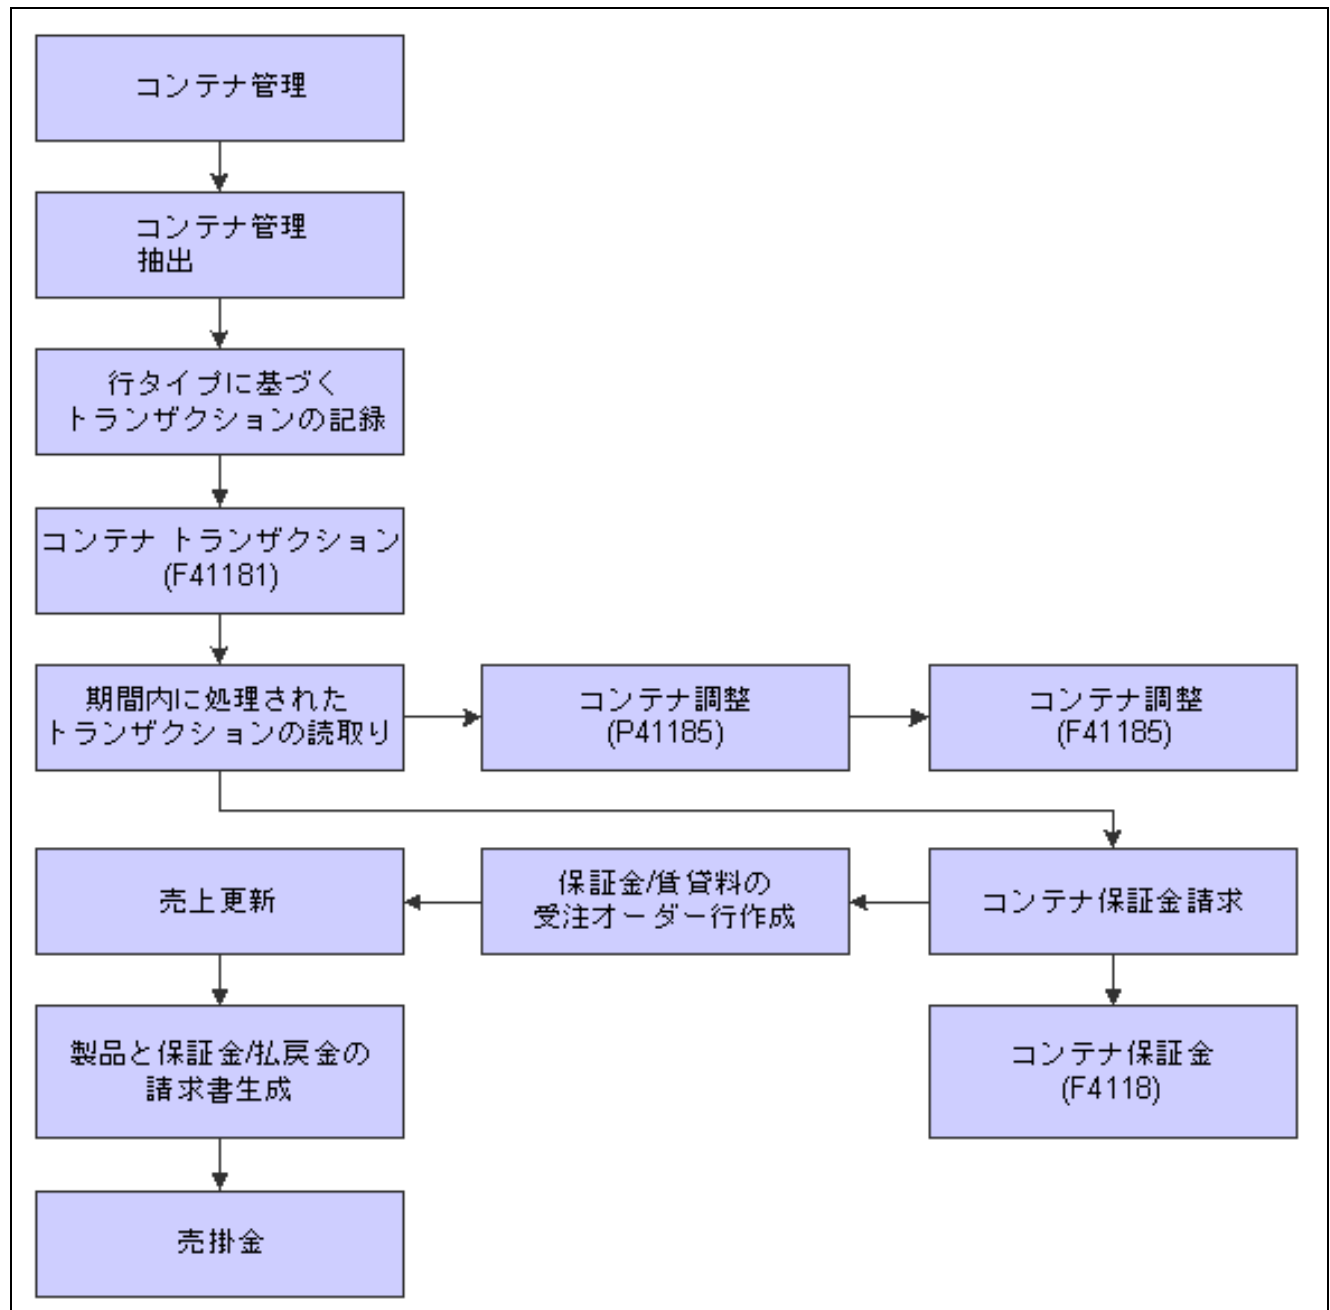 コンテナ管理
コンテナ管理
抽出
行タイプに基づく
トランザクションの記録
コンテナ トランザクション
(F41181)
期間内に処理された
トランザクションの読取り
コンテナ調整
(P41185)
コンテナ調整
(F41185)
売上更新
保証金/賃貸料の
受注オーダー行作成
コンテナ保証金請求
製品と保証金/払戻金の
請求書生成
コンテナ保証金
(F4118)
売掛金